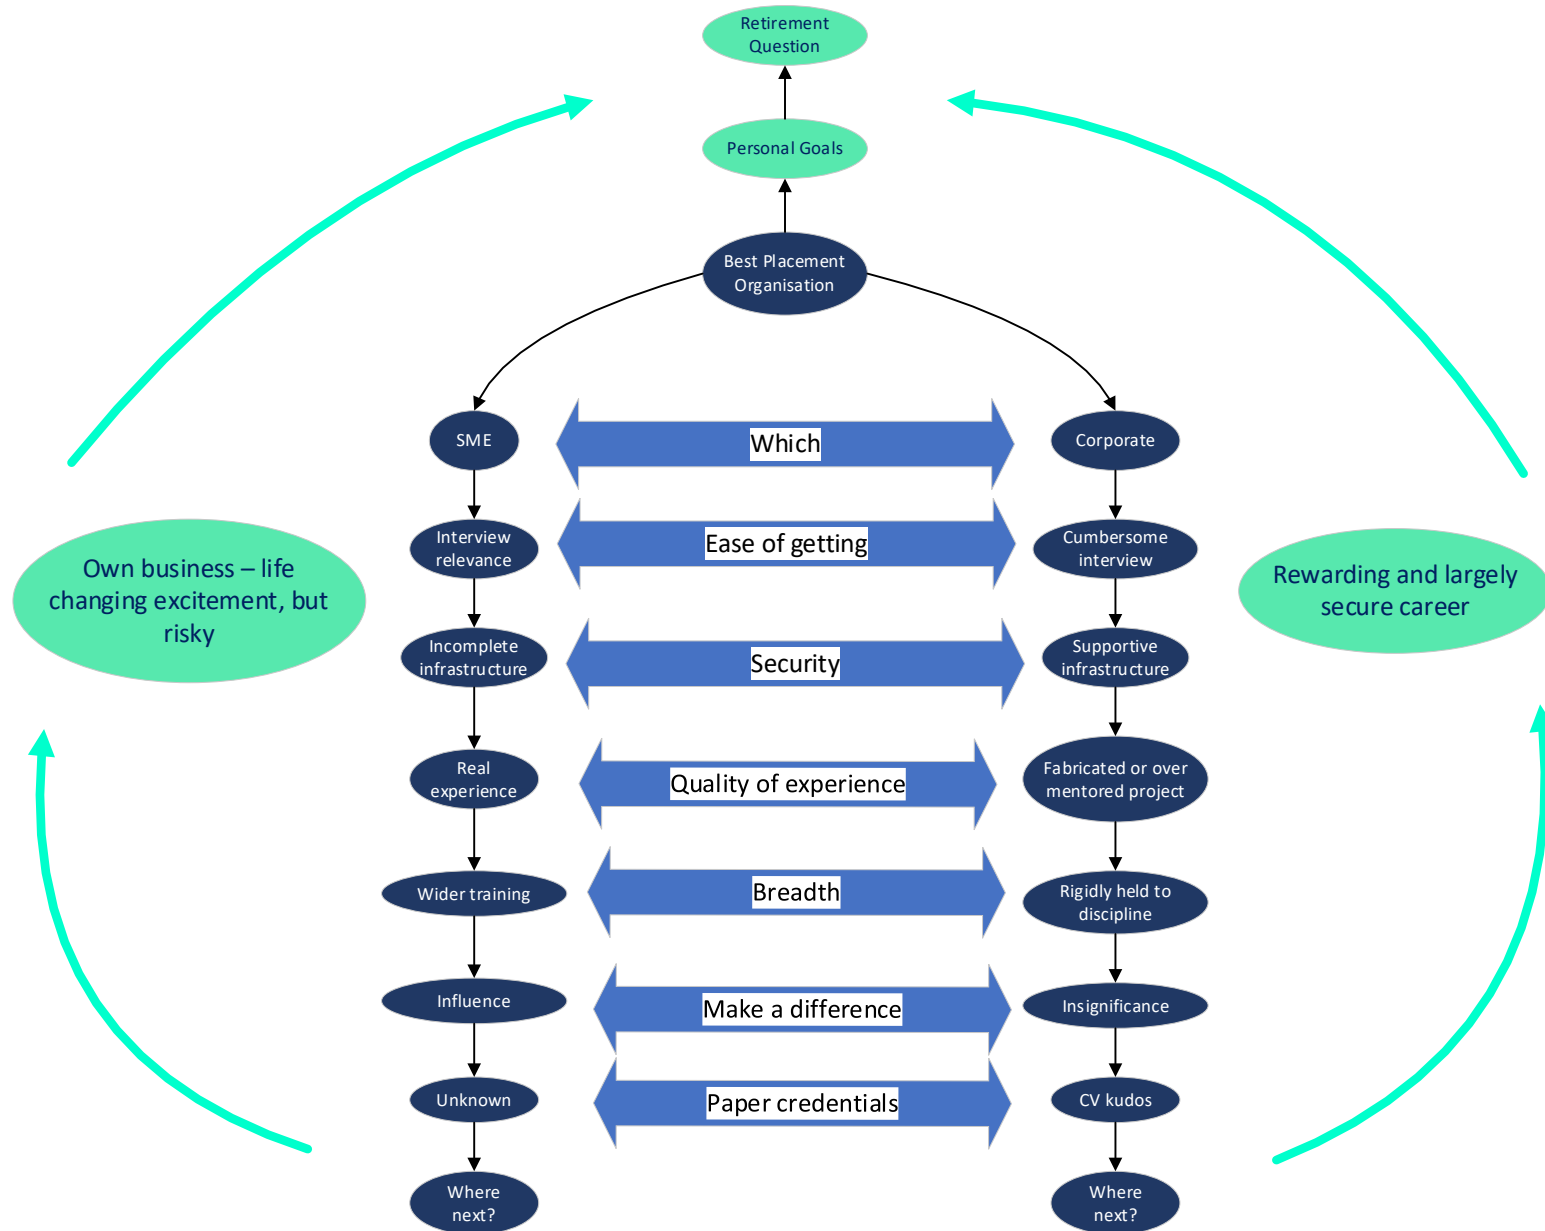 Retirement
Question
Personal Goals
Best Placement
Organisation
SME
Which
Corporate
Interview
relevance
Ease of getting
Cumbersome
interview
Own business – life
changing excitement, but
risky
Rewarding and largely
secure career
Incomplete
infrastructure
Security
Supportive
infrastructure
Real
experience
Quality of experience
Fabricated or over
mentored project
Wider training
Breadth
Rigidly held to
discipline
Influence
Make a difference
Insignificance
Unknown
Paper credentials
CV kudos
Where
next?
Where
next?